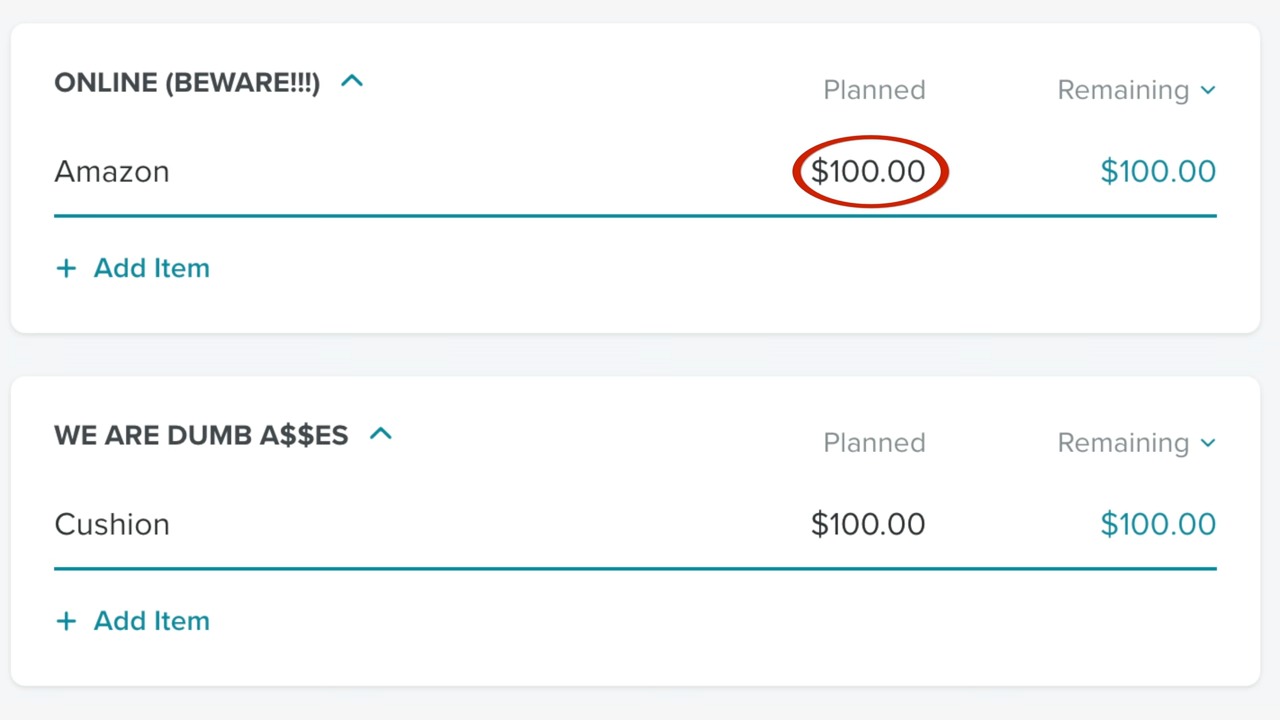 ONLINE (BEWARE!!!)
Planned
Remaining
Amazon
$100.00
$100.00
+ Add Item
WE ARE DUMB A$$ES
Planned
Remaining
Cushion
$100.00
$100.00
+ Add Item